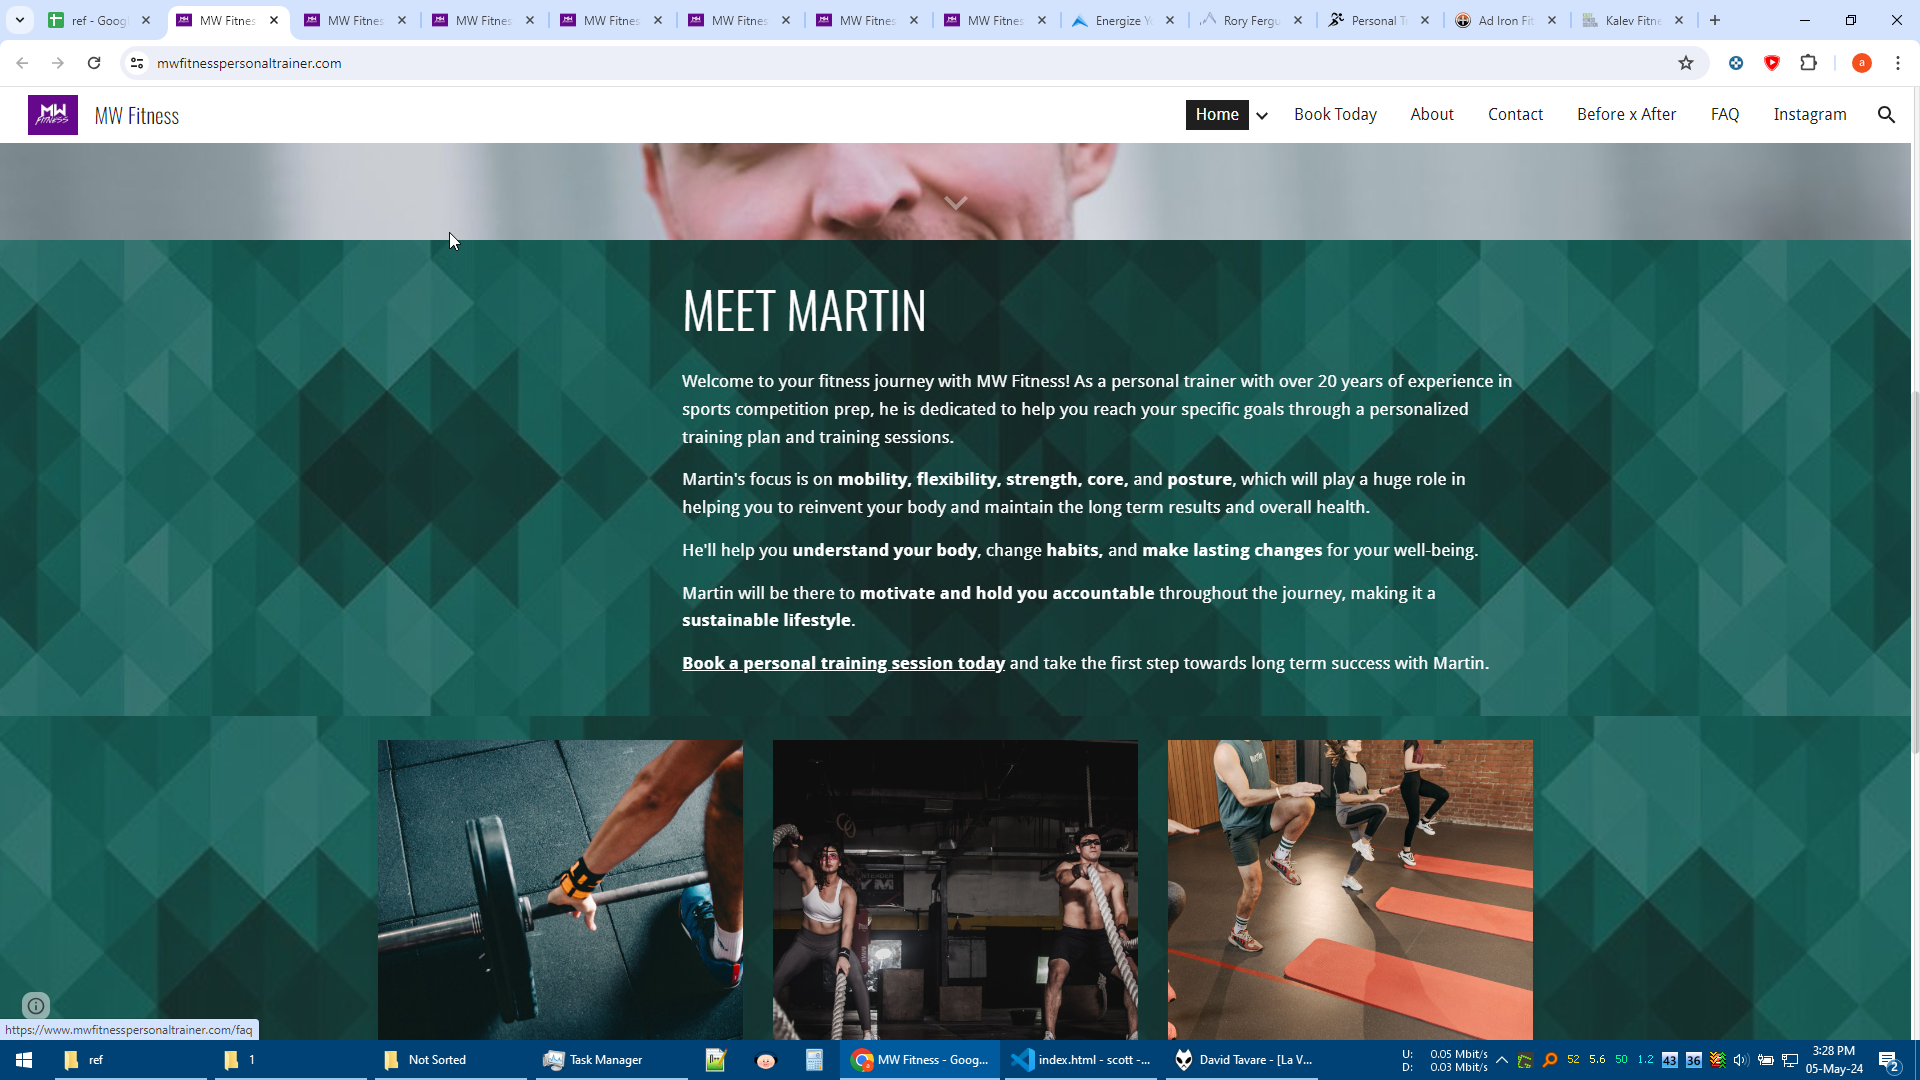 ref - Goog
MW Fitnes
MW Fitnes
MW Fitnes
MW Fitnes
MW Fitnes
MW Fitnes
MW Fitnes
Energize Y
Rory Fergu
Personal T
Ad Iron Fit
Kalev Fitne
mwfitnesspersonaltrainer.com
a
MW FITNESS
MW Fitness
Home
Book Today
About
Contact
Before x After
FAQ
Instagram
MEET MARTIN
Welcome to your fitness journey with MW Fitness! As a personal trainer with over 20 years of experience in
sports competition prep, he is dedicated to help you reach your specific goals through a personalized
training plan and training sessions.
Martin's focus is on mobility, flexibility, strength, core, and posture, which will play a huge role in
helping you to reinvent your body and maintain the long term results and overall health.
He'll help you understand your body, change habits, and make lasting changes for your well-being.
Martin will be there to motivate and hold you accountable throughout the journey, making it a
sustainable lifestyle.
Book a personal training session today and take the first step towards long term success with Martin.
https://www.mwfitnesspersonaltrainer.com/faq
ref
1
Not Sorted
Task Manager
MW Fitness - Goog...
index.html - scott -...
David Tavare - [La V...
U: 0.05 Mbit/s
D: 0.03 Mbit/s
52 5.6 50 1.2 43 36
3:28 PM
05-May-24
2